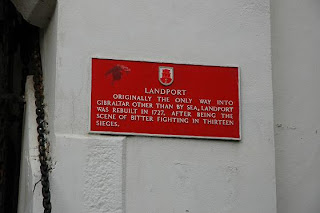 LANDPORT
ORIGINALLY THE ONLY WAY INTO
GIBRALTAR OTHER THAN BY SEA, LANDPORT
WAS REBUILT IN 1727, AFTER BEING THE
SCENE OF BITTER FIGHTING IN THIRTEEN
SIEGES.